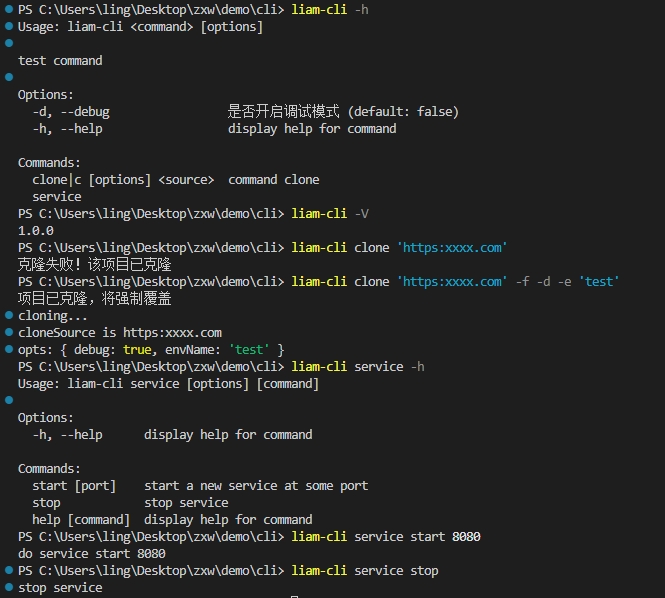 PS C:\Users\ling\Desktop\zxw\demo\cli> liam-cli -h
Usage: liam-cli <command> [options]
test command
Options:
-d, --debug 是否开启调试模式 (default: false)
-h, --help display help for command
Commands:
clone|c [options] <source> command clone
service
PS C:\Users\ling\Desktop\zxw\demo\cli> liam-cli -V
1.0.0
PS C:\Users\ling\Desktop\zxw\demo\cli> liam-cli clone 'https:xxxx.com'
克隆失败！该项目已克隆
PS C:\Users\ling\Desktop\zxw\demo\cli> liam-cli clone 'https:xxxx.com' -f -d -e 'test'
项目已克隆，将强制覆盖
cloning...
cloneSource is https:xxxx.com
opts: { debug: true, envName: 'test' }
PS C:\Users\ling\Desktop\zxw\demo\cli> liam-cli service -h
Usage: liam-cli service [options] [command]
Options:
-h, --help display help for command
Commands:
start [port] start a new service at some port
stop stop service
help [command] display help for command
PS C:\Users\ling\Desktop\zxw\demo\cli> liam-cli service start 8080
do service start 8080
PS C:\Users\ling\Desktop\zxw\demo\cli> liam-cli service stop
stop service